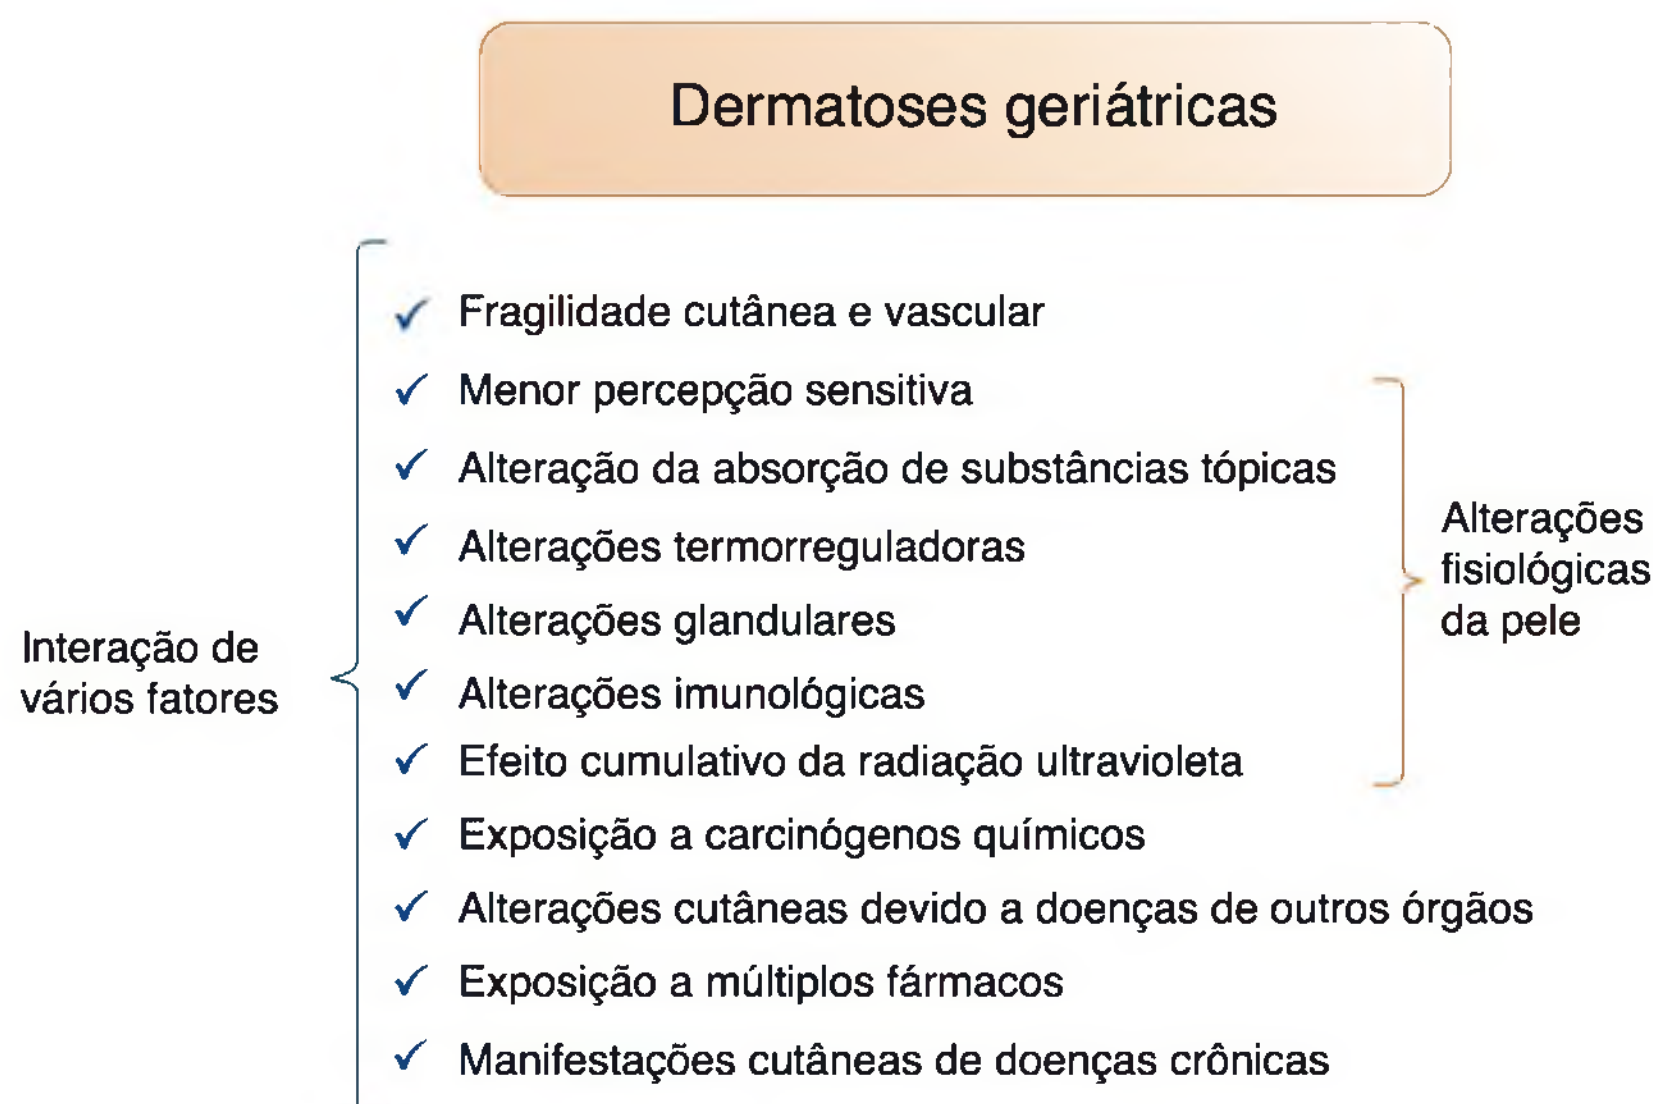 Dermatoses geriátricas
Fragilidade cutânea e vascular
Menor percepção sensitiva
Alteração da absorção de substâncias tópicas
Alterações termorreguladoras
Alterações glandulares
Alterações imunológicas
Efeito cumulativo da radiação ultravioleta
Exposição a carcinógenos químicos
Alterações cutâneas devido a doenças de outros órgãos
Exposição a múltiplos fármacos
Manifestações cutâneas de doenças crônicas
Interação de
vários fatores
Alterações
fisiológicas
da pele